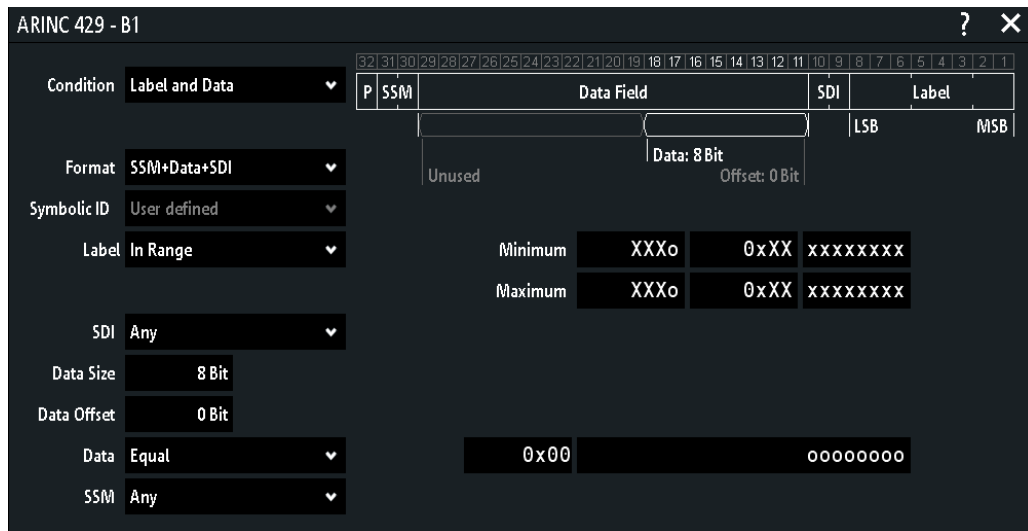 ARINC 429 - B1 ? ×
32 31 30 29 28 27 26 25 24 23 22 21 20 19 18 17 16 15 14 13 12 11 10 9 8 7 6 5 4 3 2 1
Condition Label and Data P SSM Data Field SDI Label
LSB MSB
Data: 8 Bit
Format SSM+Data+SDI Unused Offset: 0 Bit
Symbolic ID User defined
Label In Range Minimum XXXo 0xXX xxxxxxxx
Maximum XXXo 0xXX xxxxxxxx
SDI Any
Data Size 8 Bit
Data Offset 0 Bit
Data Equal 0x00 00000000
SSM Any